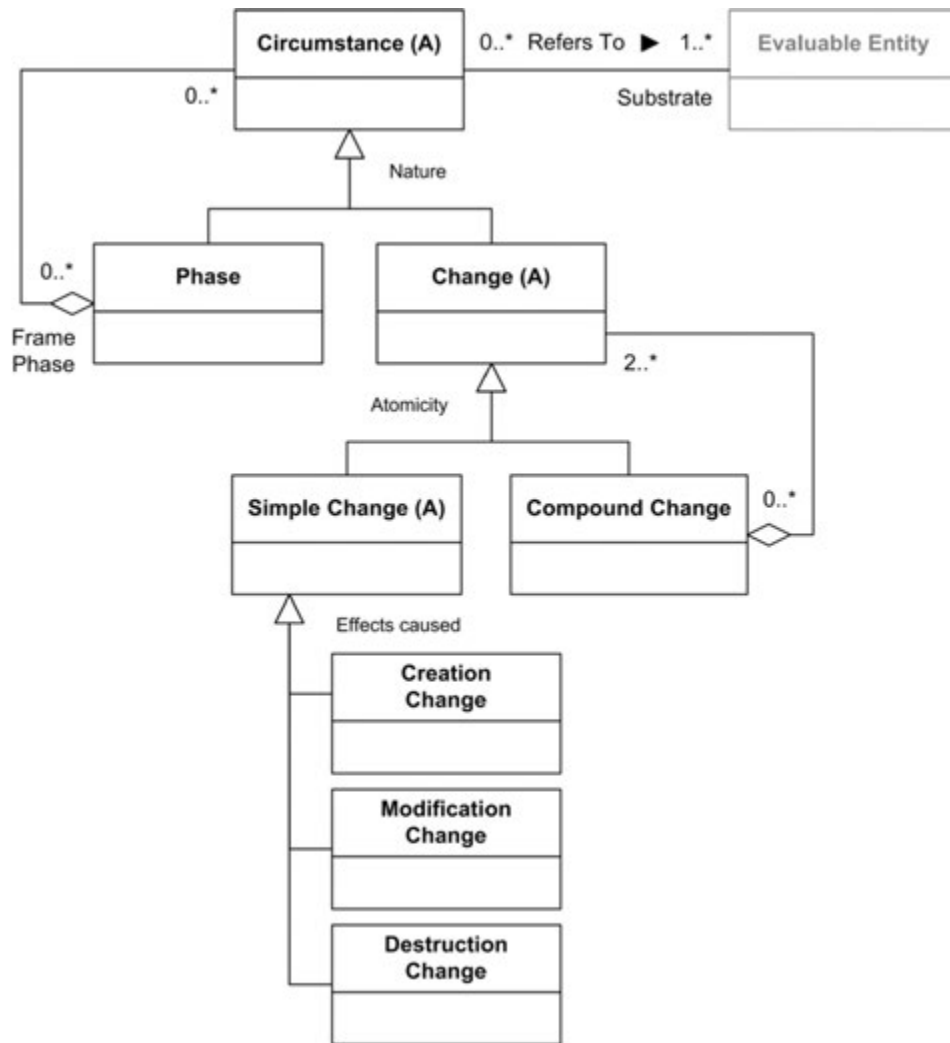 Circumstance (A)
0..* Refers To ► 1..*
Evaluable Entity
0..*
Substrate
Nature
Phase
Change (A)
0..*
Frame
Phase
2..*
Atomicity
Simple Change (A)
Compound Change
0..*
Effects caused
Creation
Change
Modification
Change
Destruction
Change